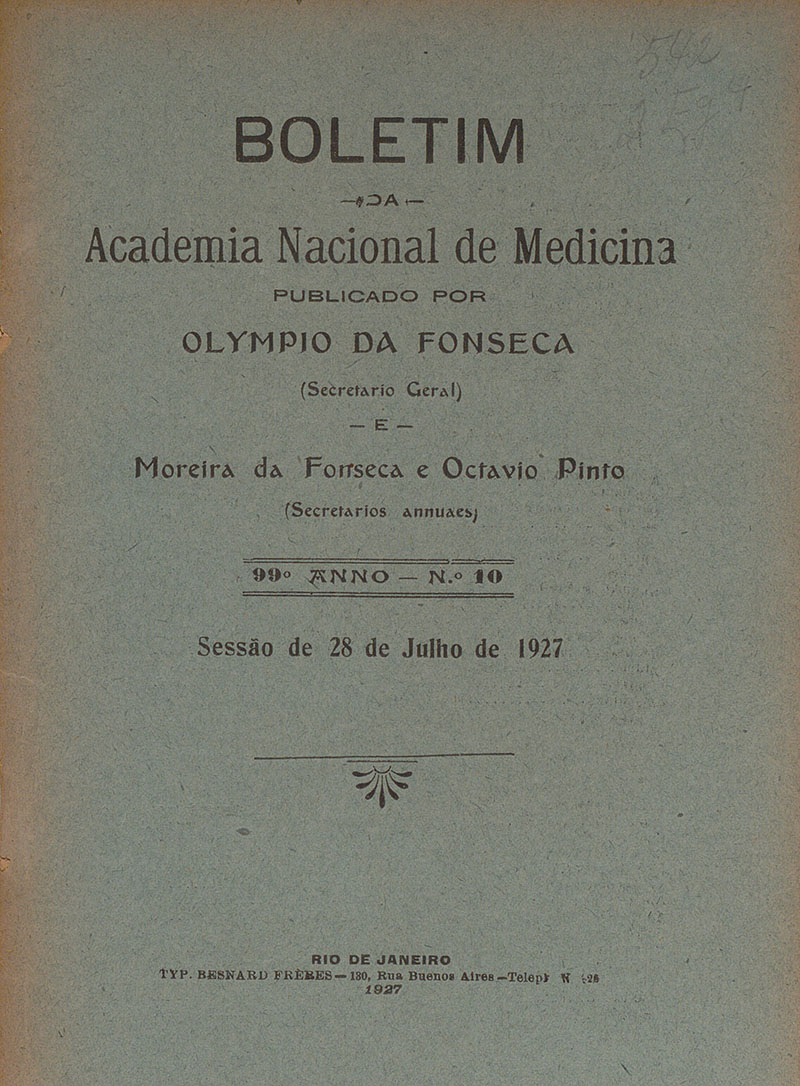 542
BOLETIM
DA
Academia Nacional de Medicina
PUBLICADO POR
OLYMPIO DA FONSECA
(Secretario Geral)
— E —
Moreira da Fonseca e Octavio Pinto
(Secretarios annuaes)
99º ANNO — N.º 10
Sessão de 28 de Julho de 1927
RIO DE JANEIRO
TYP. BESNARD FRÈRES — 130, Rua Buenos Aires —
1927